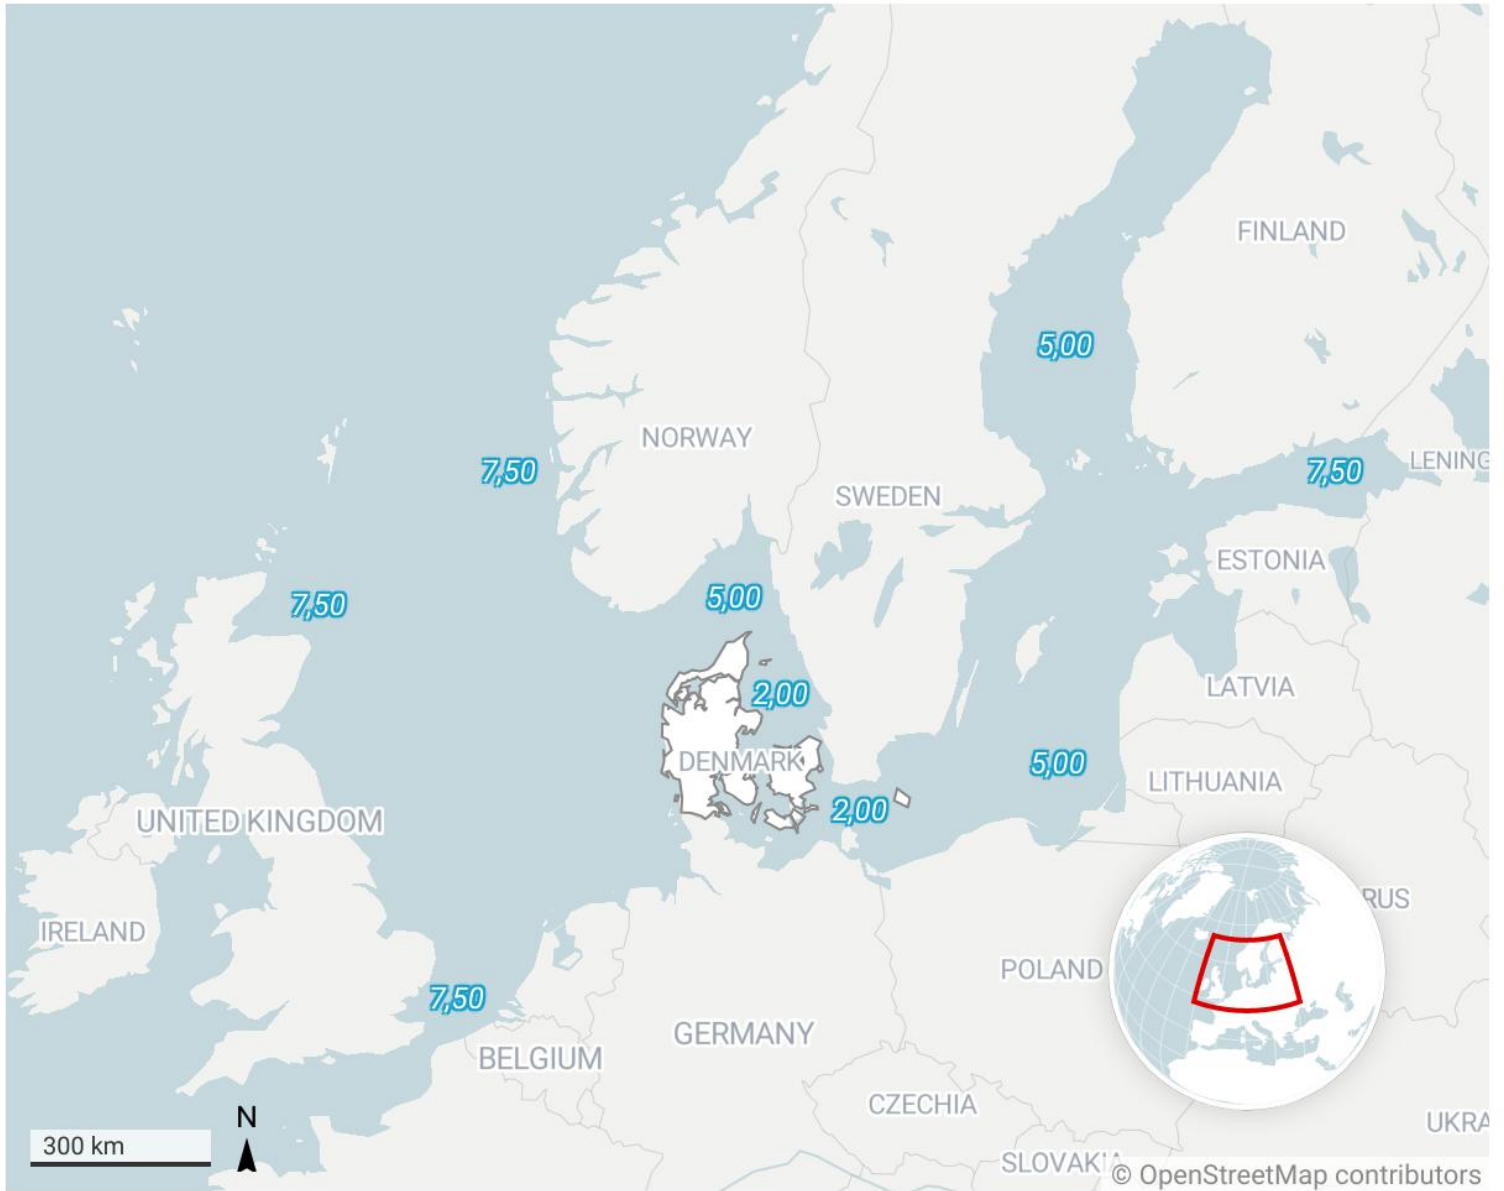 FINLAND
5,00
NORWAY
7,50
7,50
LENING
SWEDEN
ESTONIA
5,00
7,50
LATVIA
2,00
DENMARK
5,00
LITHUANIA
2,00
UNITED KINGDOM
RUS
IRELAND
POLAND
7,50
GERMANY
BELGIUM
CZECHIA
N
UKRA
300 km
SLOVAKIA
© OpenStreetMap contributors